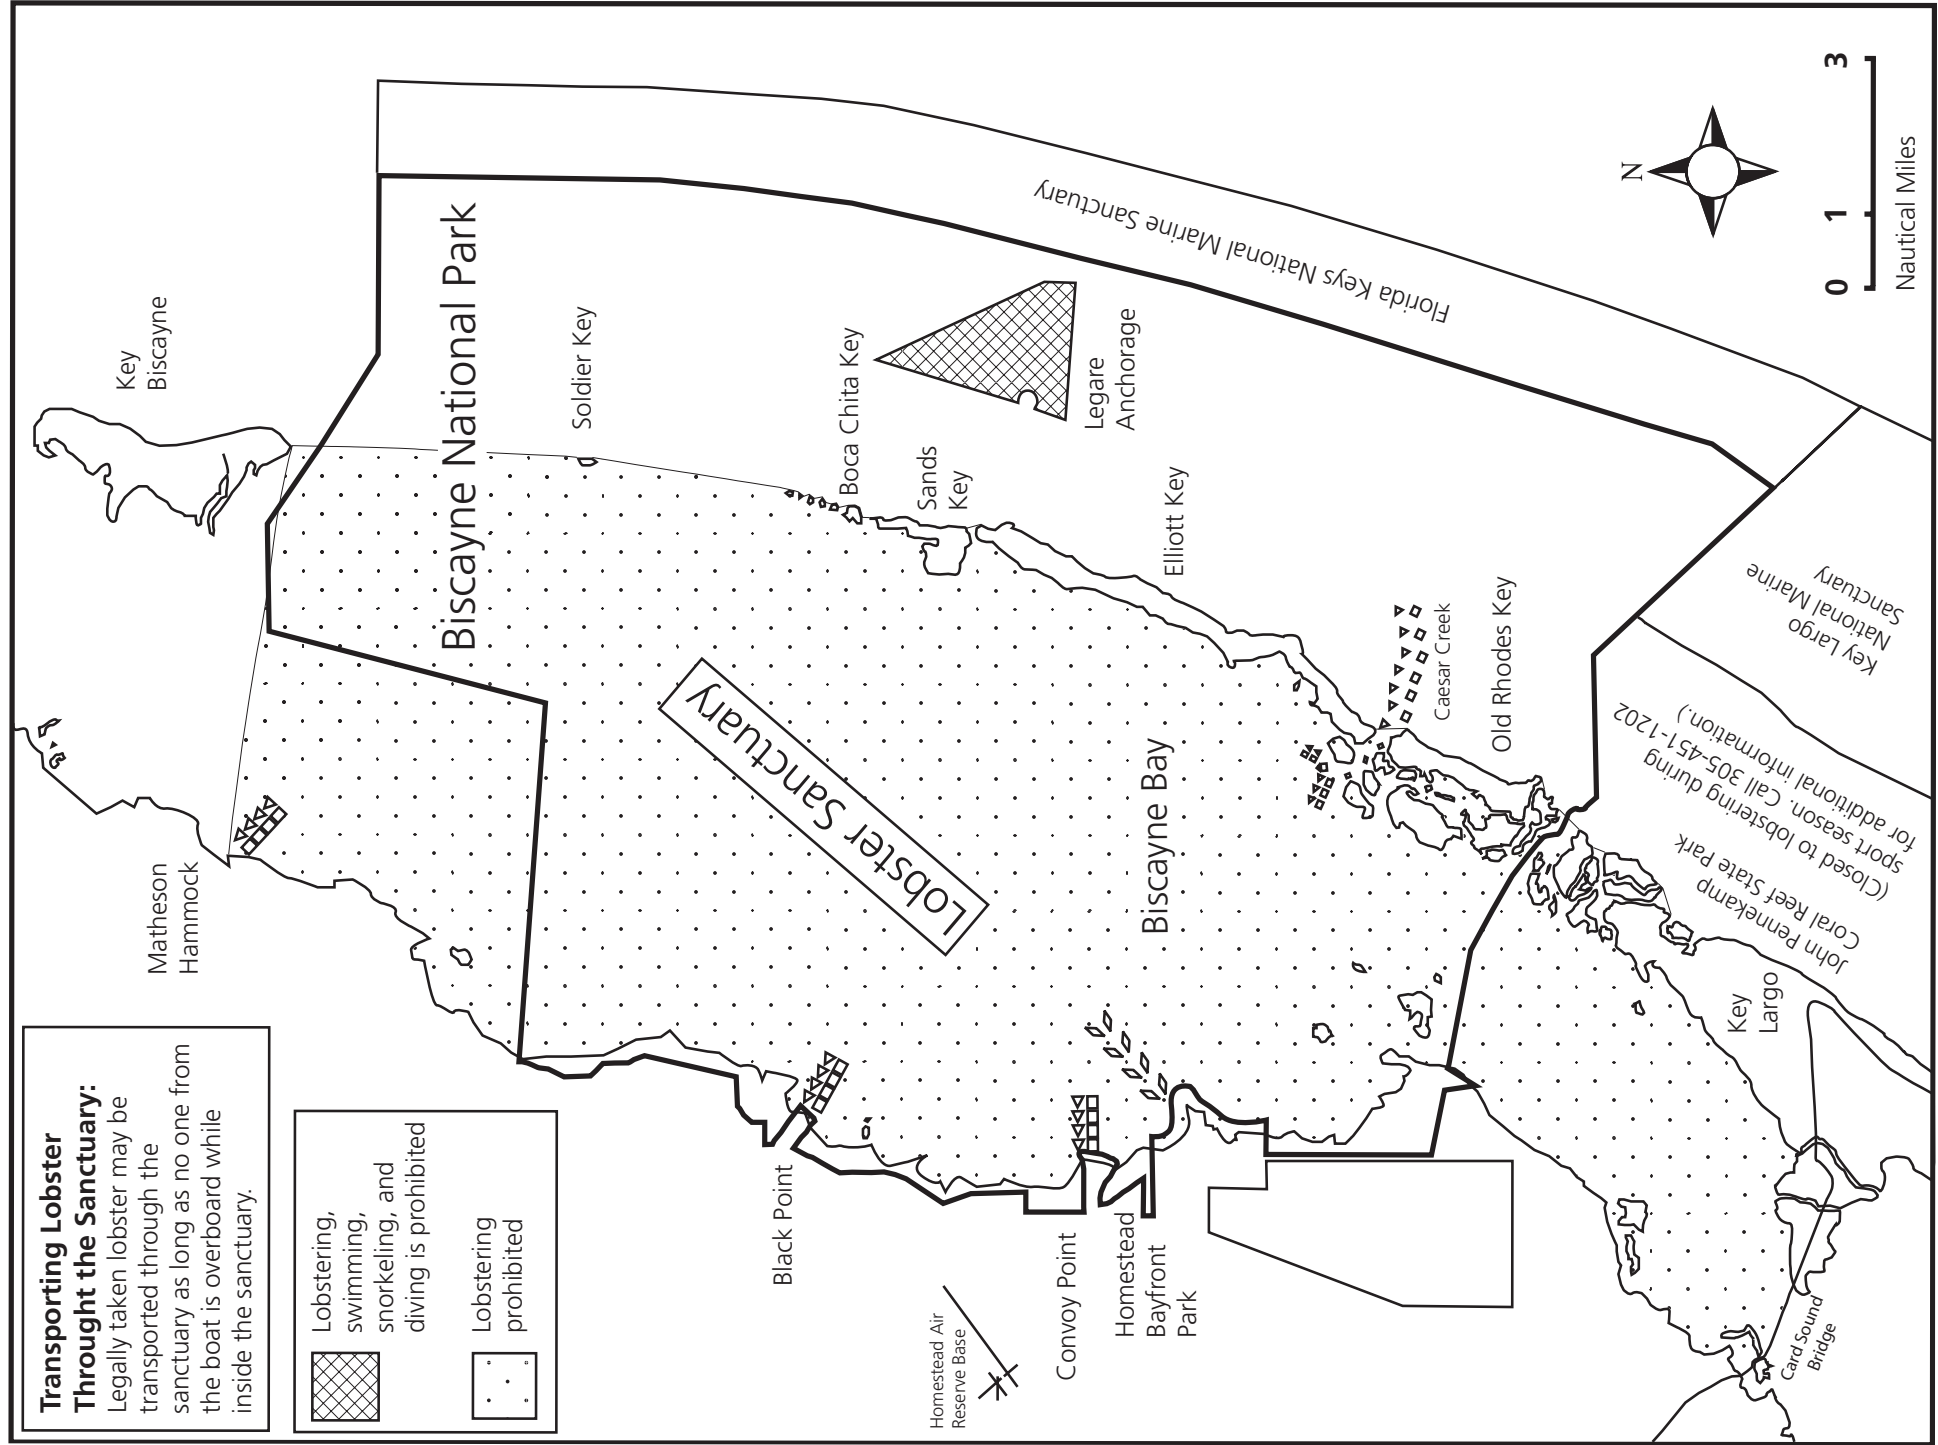 Transporting Lobster
Throught the Sanctuary:
Legally taken lobster may be
transported through the
sanctuary as long as no one from
the boat is overboard while
inside the sanctuary.
Lobstering,
swimming,
snorkeling, and
diving is prohibited
Lobstering
prohibited
Key
Biscayne
Matheson
Hammock
Biscayne National Park
Soldier Key
Boca Chita Key
Sands
Key
Legare
Anchorage
Elliott Key
Lobster Sanctuary
Biscayne Bay
Black Point
Homestead Air
Reserve Base
Convoy Point
Homestead
Bayfront
Park
Caesar Creek
Old Rhodes Key
Florida Keys National Marine Sanctuary
Key Largo
National Marine
Sanctuary
John Pennekamp
Coral Reef State Park
(Closed to lobstering during
sport season. Call 305-451-1202
for additional information.)
Key
Largo
Card Sound
Bridge
N
0 1 3
Nautical Miles